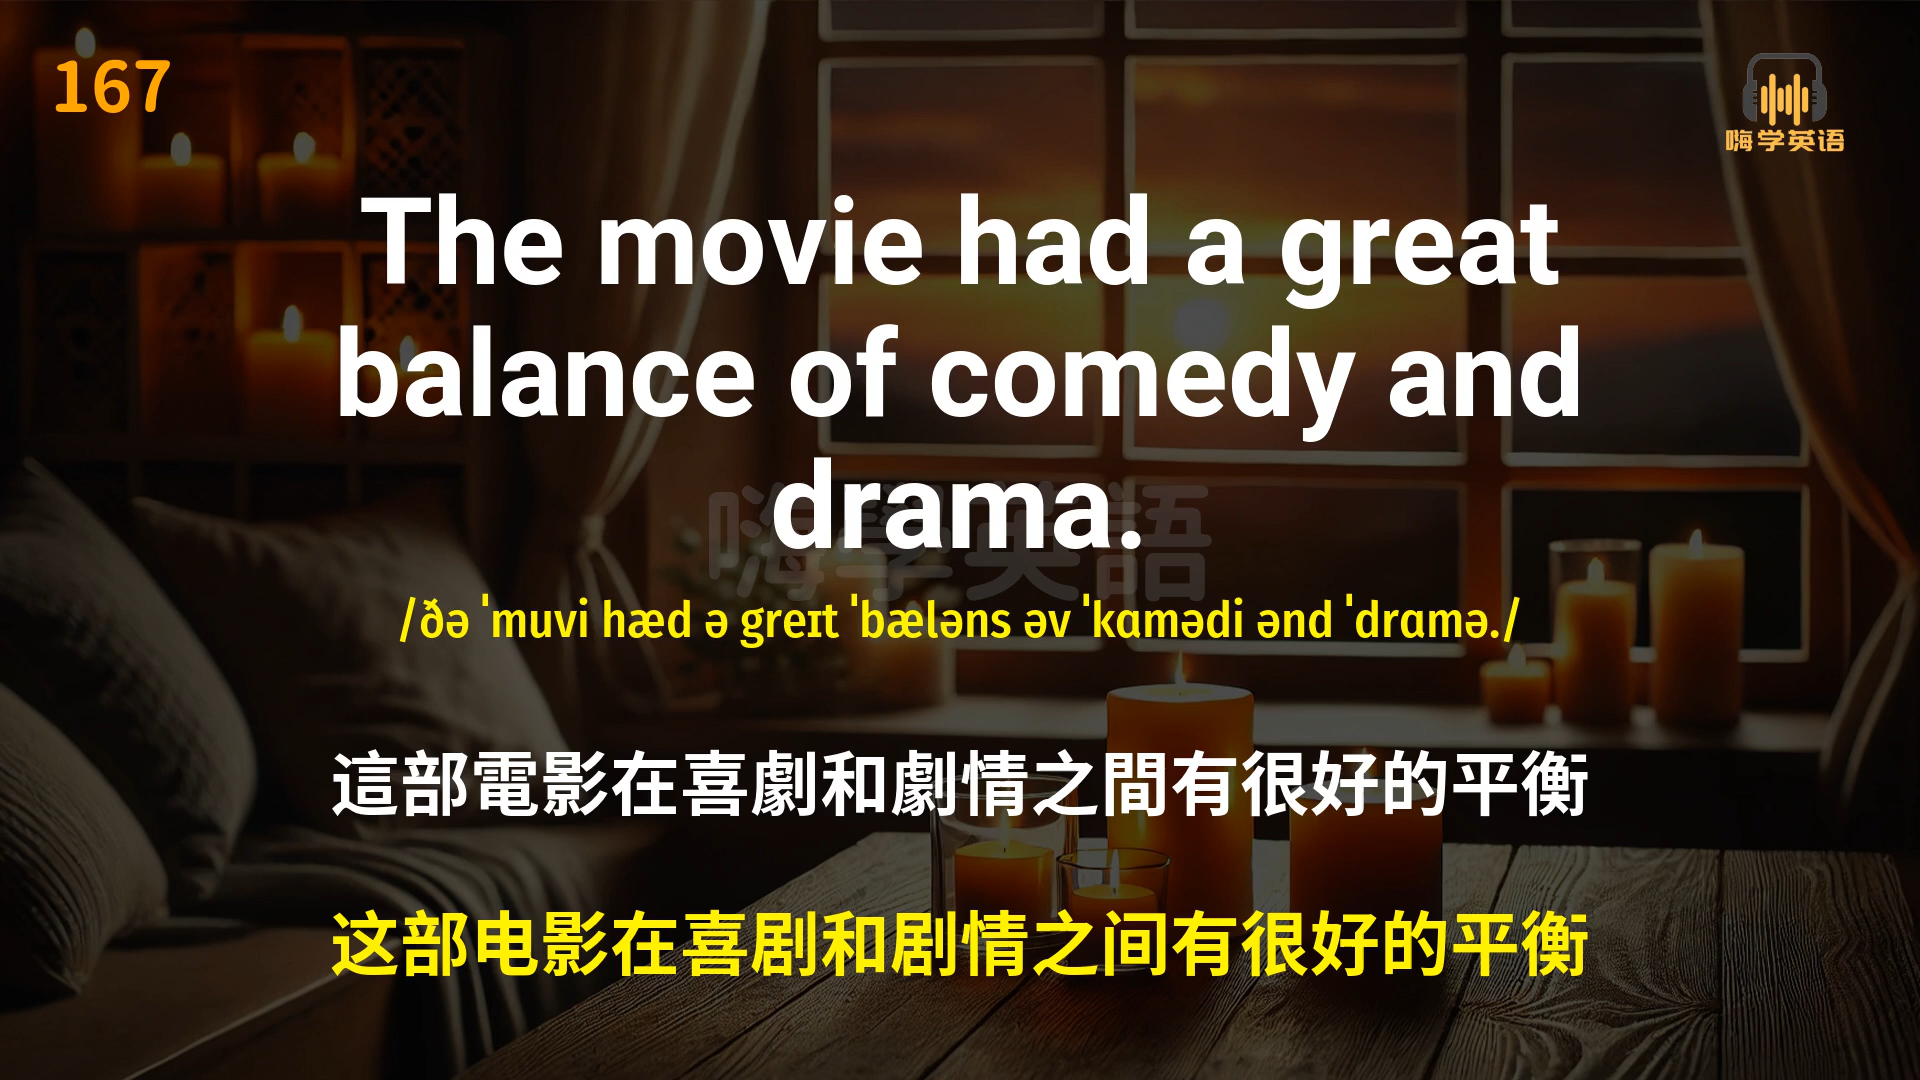 167
嗨学英语
The movie had a great
balance of comedy and
drama.
嗨學英語
/ðə ˈmuvi hæd ə ɡreɪt ˈbæləns əv ˈkɑmədi ənd ˈdrɑmə./
這部電影在喜劇和劇情之間有很好的平衡
这部电影在喜剧和剧情之间有很好的平衡